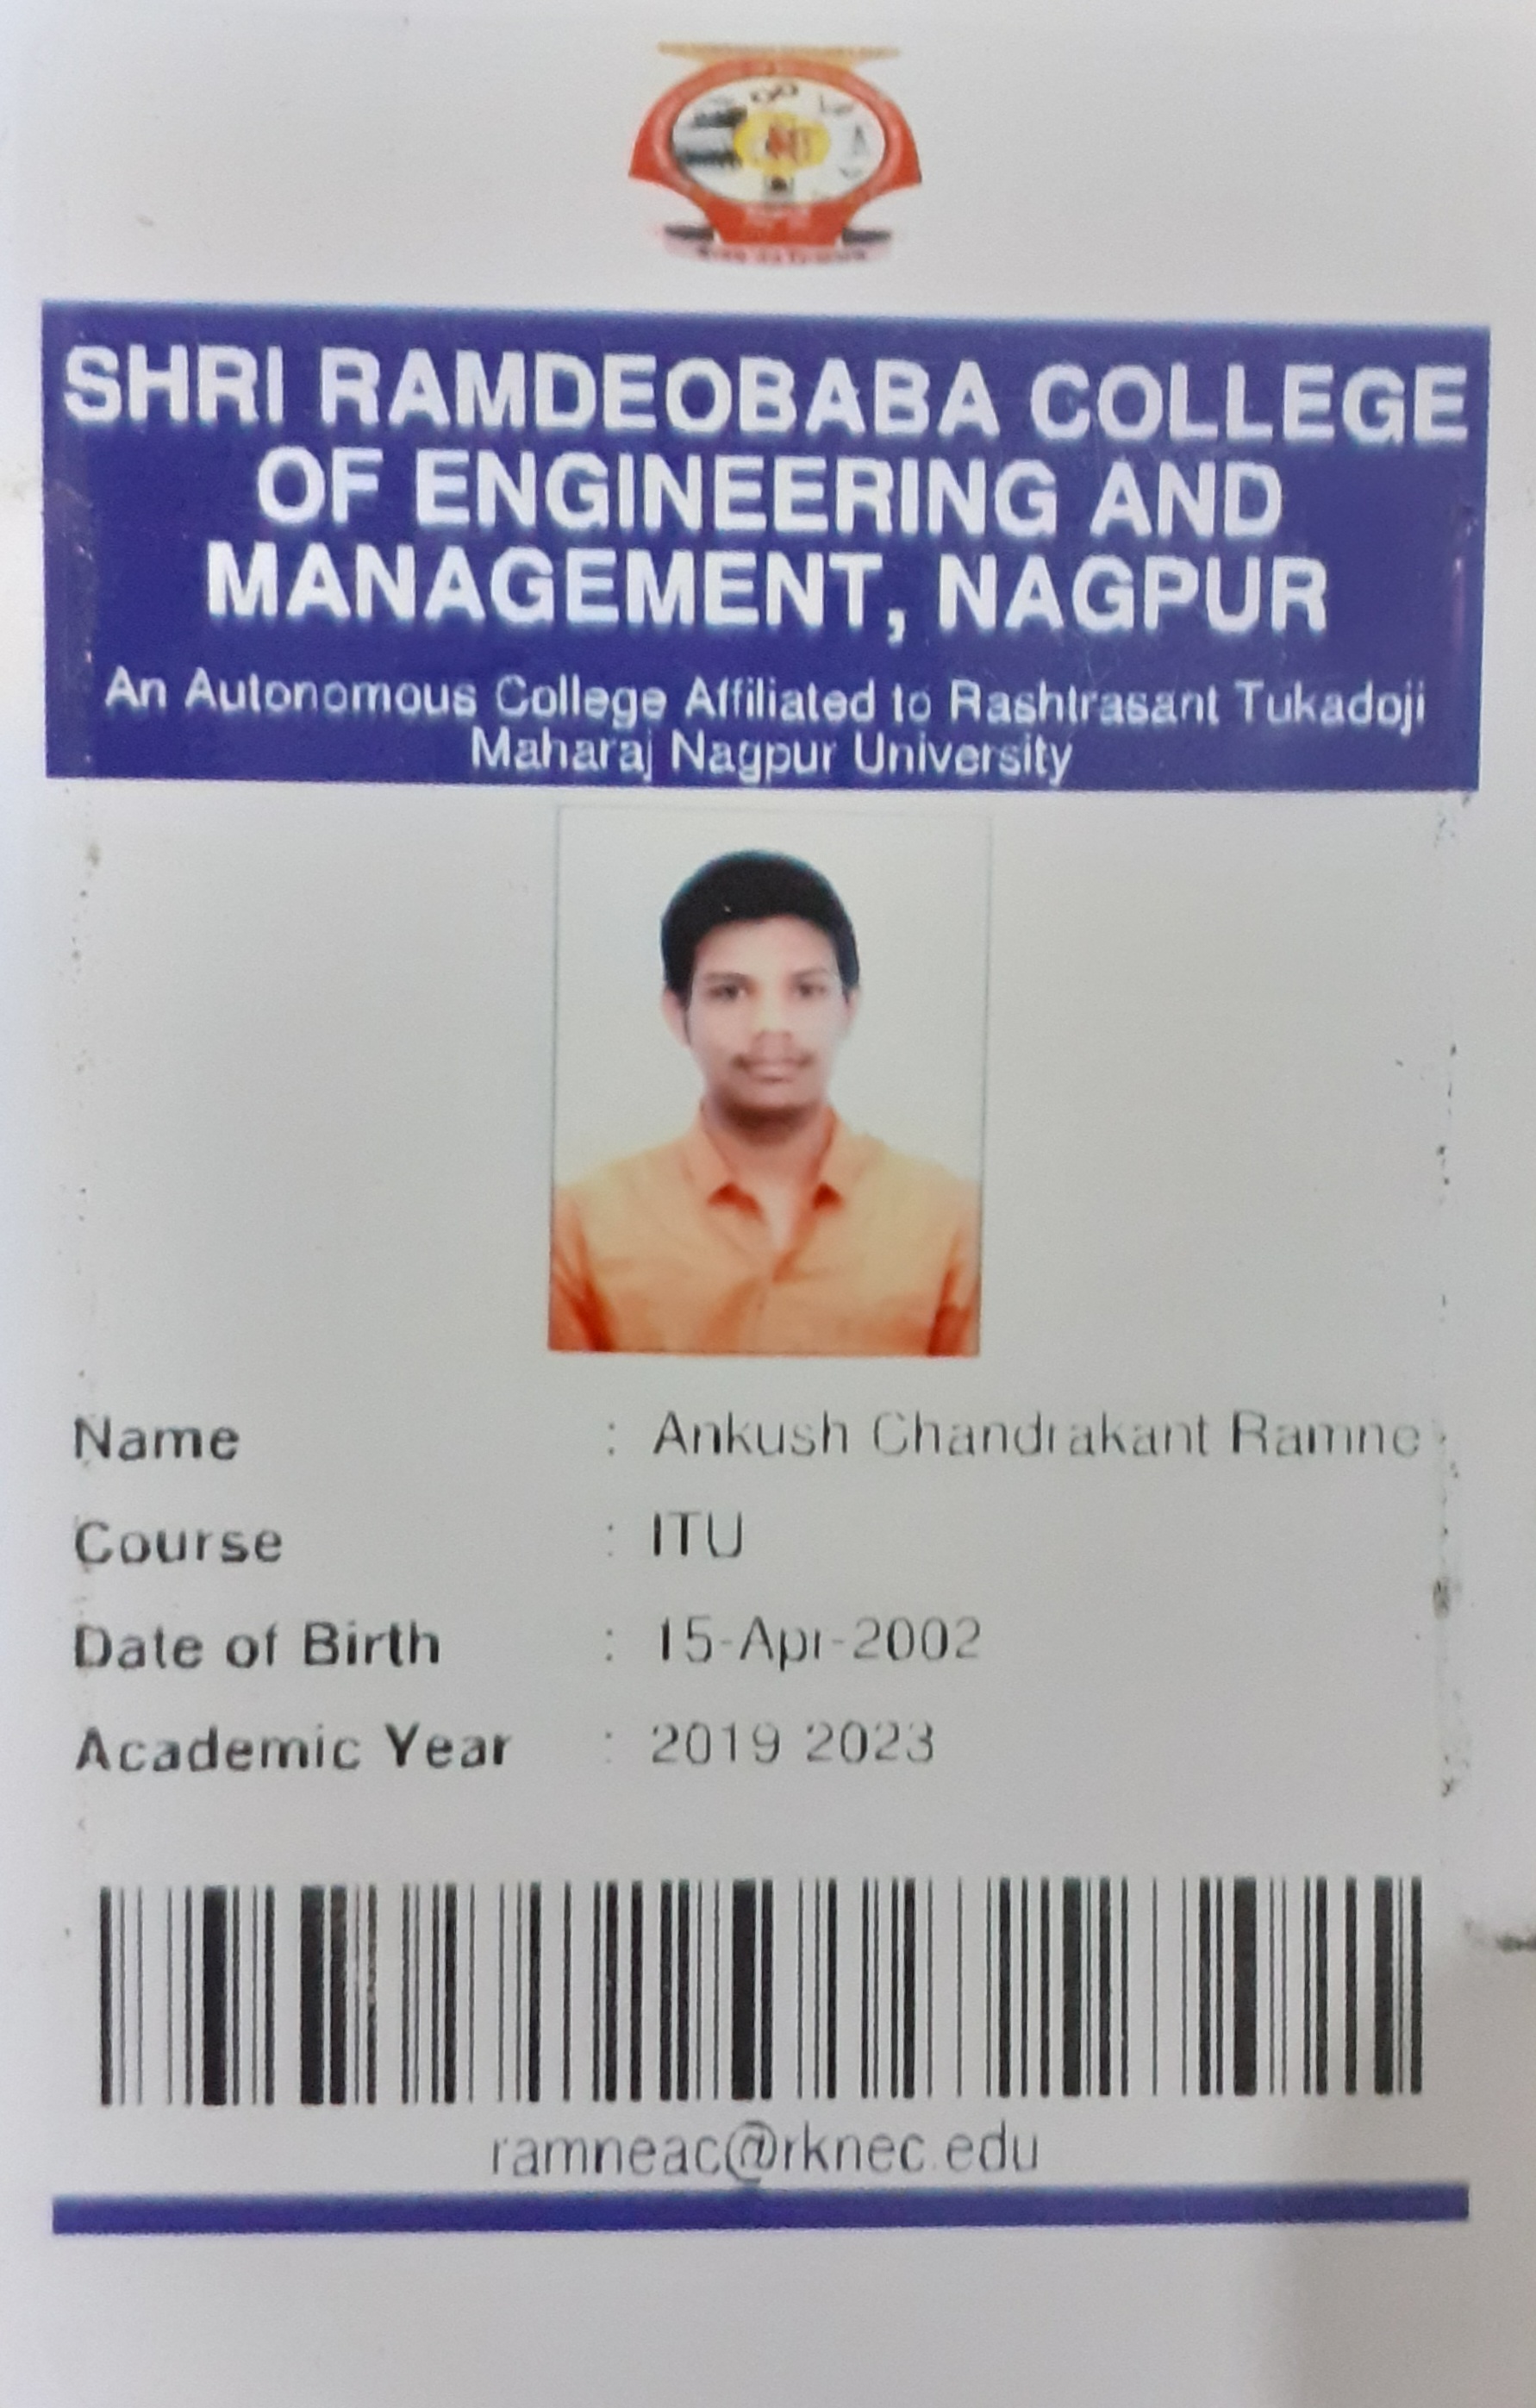 SHRI RAMDEOBABA COLLEGE
OF ENGINEERING AND
MANAGEMENT, NAGPUR
An Autonomous College Affiliated to Rashtrasant Tukadoji
Maharaj Nagpur University
Name : Ankush Chandrakant Ramne
Course : ITU
Date of Birth : 15-Apr-2002
Academic Year : 2019 2023
ramneac@rknec.edu